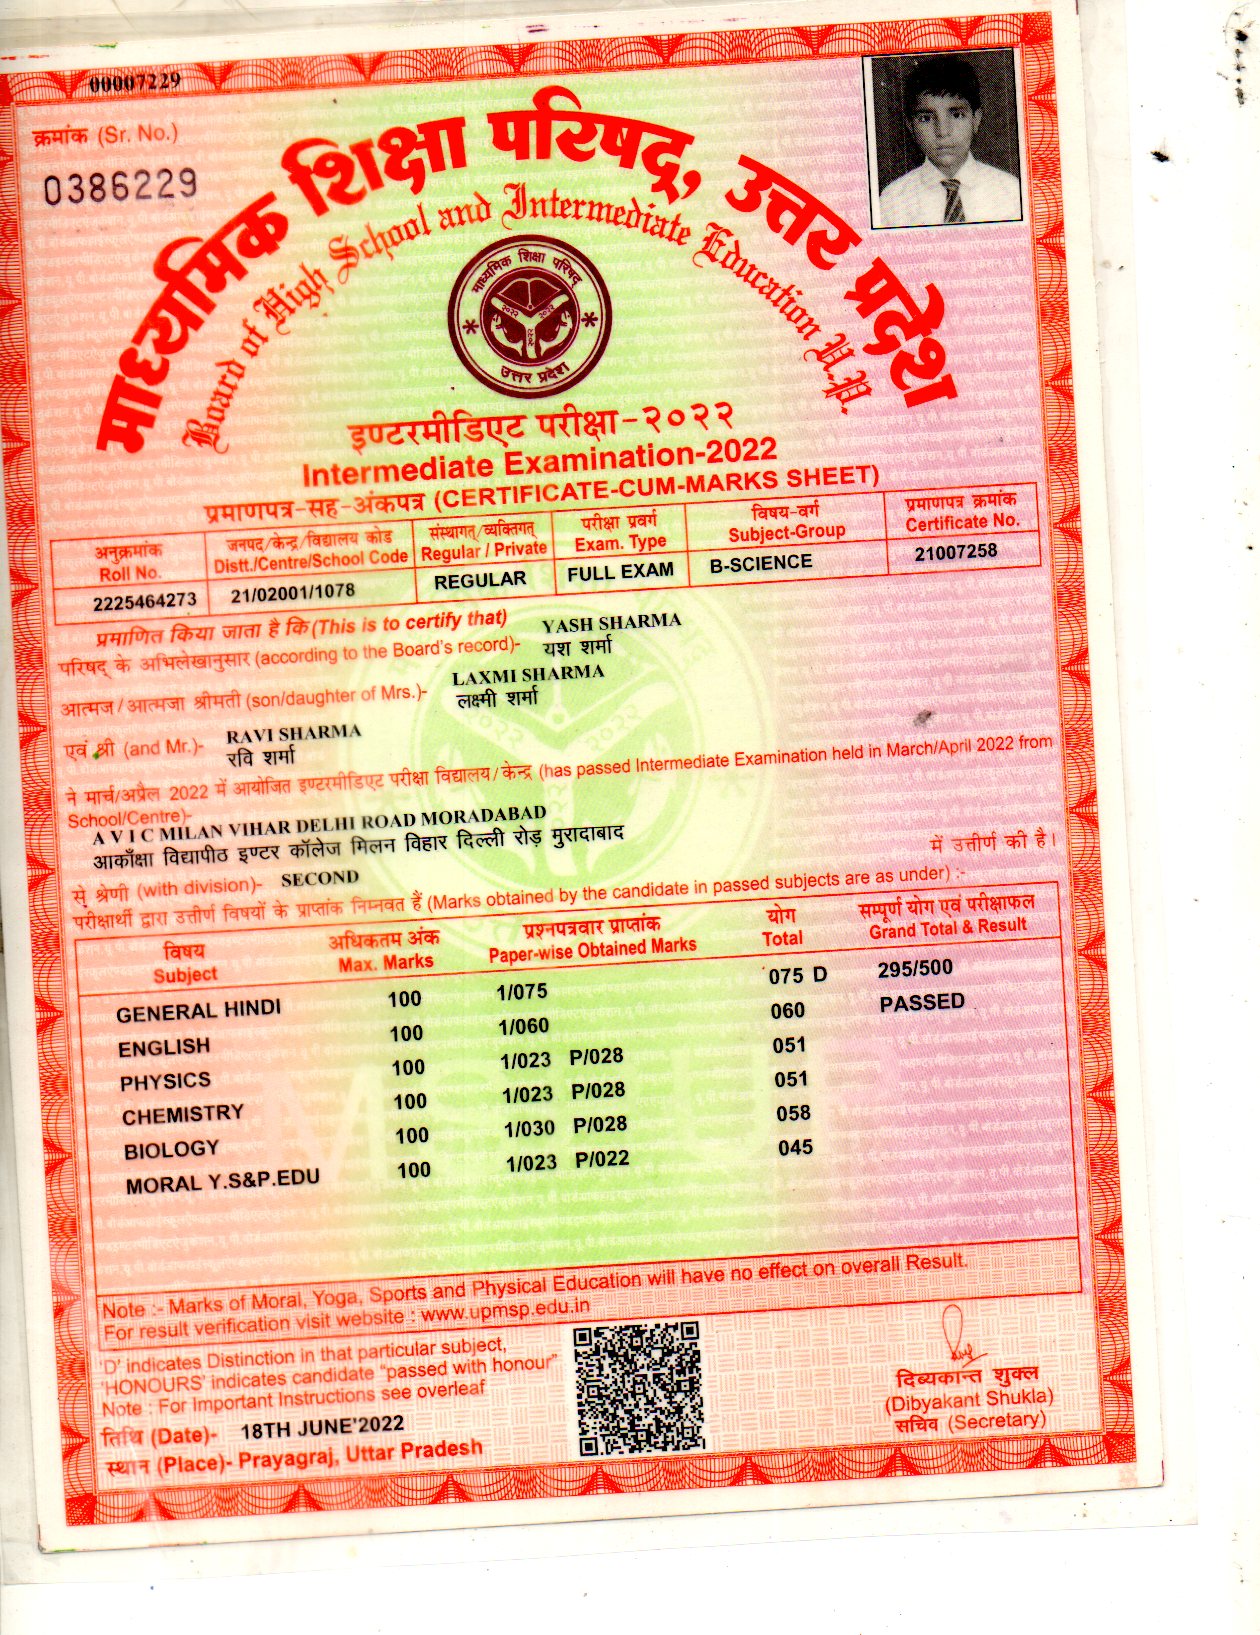 00007229
क्रमांक (Sr. No.)
0386229
माध्यमिक शिक्षा परिषद्, उत्तर प्रदेश
Board of High School and Intermediate Education U.P.
माध्यमिक शिक्षा परिषद्
२०२२ २०२२
२०२२
उत्तर प्रदेश
इण्टरमीडिएट परीक्षा-२०२२
Intermediate Examination-2022
प्रमाणपत्र-सह-अंकपत्र (CERTIFICATE-CUM-MARKS SHEET)
अनुक्रमांक जनपद/केन्द्र/विद्यालय कोड संस्थागत्/व्यक्तिगत् परीक्षा प्रवर्ग विषय-वर्ग प्रमाणपत्र क्रमांक
Roll No. Distt./Centre/School Code Regular / Private Exam. Type Subject-Group Certificate No.
2225464273 21/02001/1078 REGULAR FULL EXAM B-SCIENCE 21007258
प्रमाणित किया जाता है कि (This is to certify that) YASH SHARMA
परिषद् के अभिलेखानुसार (according to the Board's record)- यश शर्मा
LAXMI SHARMA
आत्मज / आत्मजा श्रीमती (son/daughter of Mrs.)- लक्ष्मी शर्मा
एवं श्री (and Mr.)- RAVI SHARMA
रवि शर्मा
ने मार्च/अप्रैल 2022 में आयोजित इण्टरमीडिएट परीक्षा विद्यालय/केन्द्र (has passed Intermediate Examination held in March/April 2022 from
School/Centre)-
A V I C MILAN VIHAR DELHI ROAD MORADABAD
आकाँक्षा विद्यापीठ इण्टर कॉलेज मिलन विहार दिल्ली रोड़ मुरादाबाद
से श्रेणी (with division)- SECOND में उत्तीर्ण की है।
परीक्षार्थी द्वारा उत्तीर्ण विषयों के प्राप्तांक निम्नवत हैं (Marks obtained by the candidate in passed subjects are as under) :-
विषय अधिकतम अंक प्रश्नपत्रवार प्राप्तांक योग सम्पूर्ण योग एवं परीक्षाफल
Subject Max. Marks Paper-wise Obtained Marks Total Grand Total & Result
GENERAL HINDI 100 1/075 075 D 295/500
ENGLISH 100 1/060 060 PASSED
PHYSICS 100 1/023 P/028 051
CHEMISTRY 100 1/023 P/028 051
BIOLOGY 100 1/030 P/028 058
MORAL Y.S&P.EDU 100 1/023 P/022 045
Note :- Marks of Moral, Yoga, Sports and Physical Education will have no effect on overall Result.
For result verification visit website : www.upmsp.edu.in
'D' indicates Distinction in that particular subject,
'HONOURS' indicates candidate "passed with honour"
Note : For Important Instructions see overleaf
तिथि (Date)- 18TH JUNE'2022
स्थान (Place)- Prayagraj, Uttar Pradesh
दिब्यकान्त शुक्ल
(Dibyakant Shukla)
सचिव (Secretary)